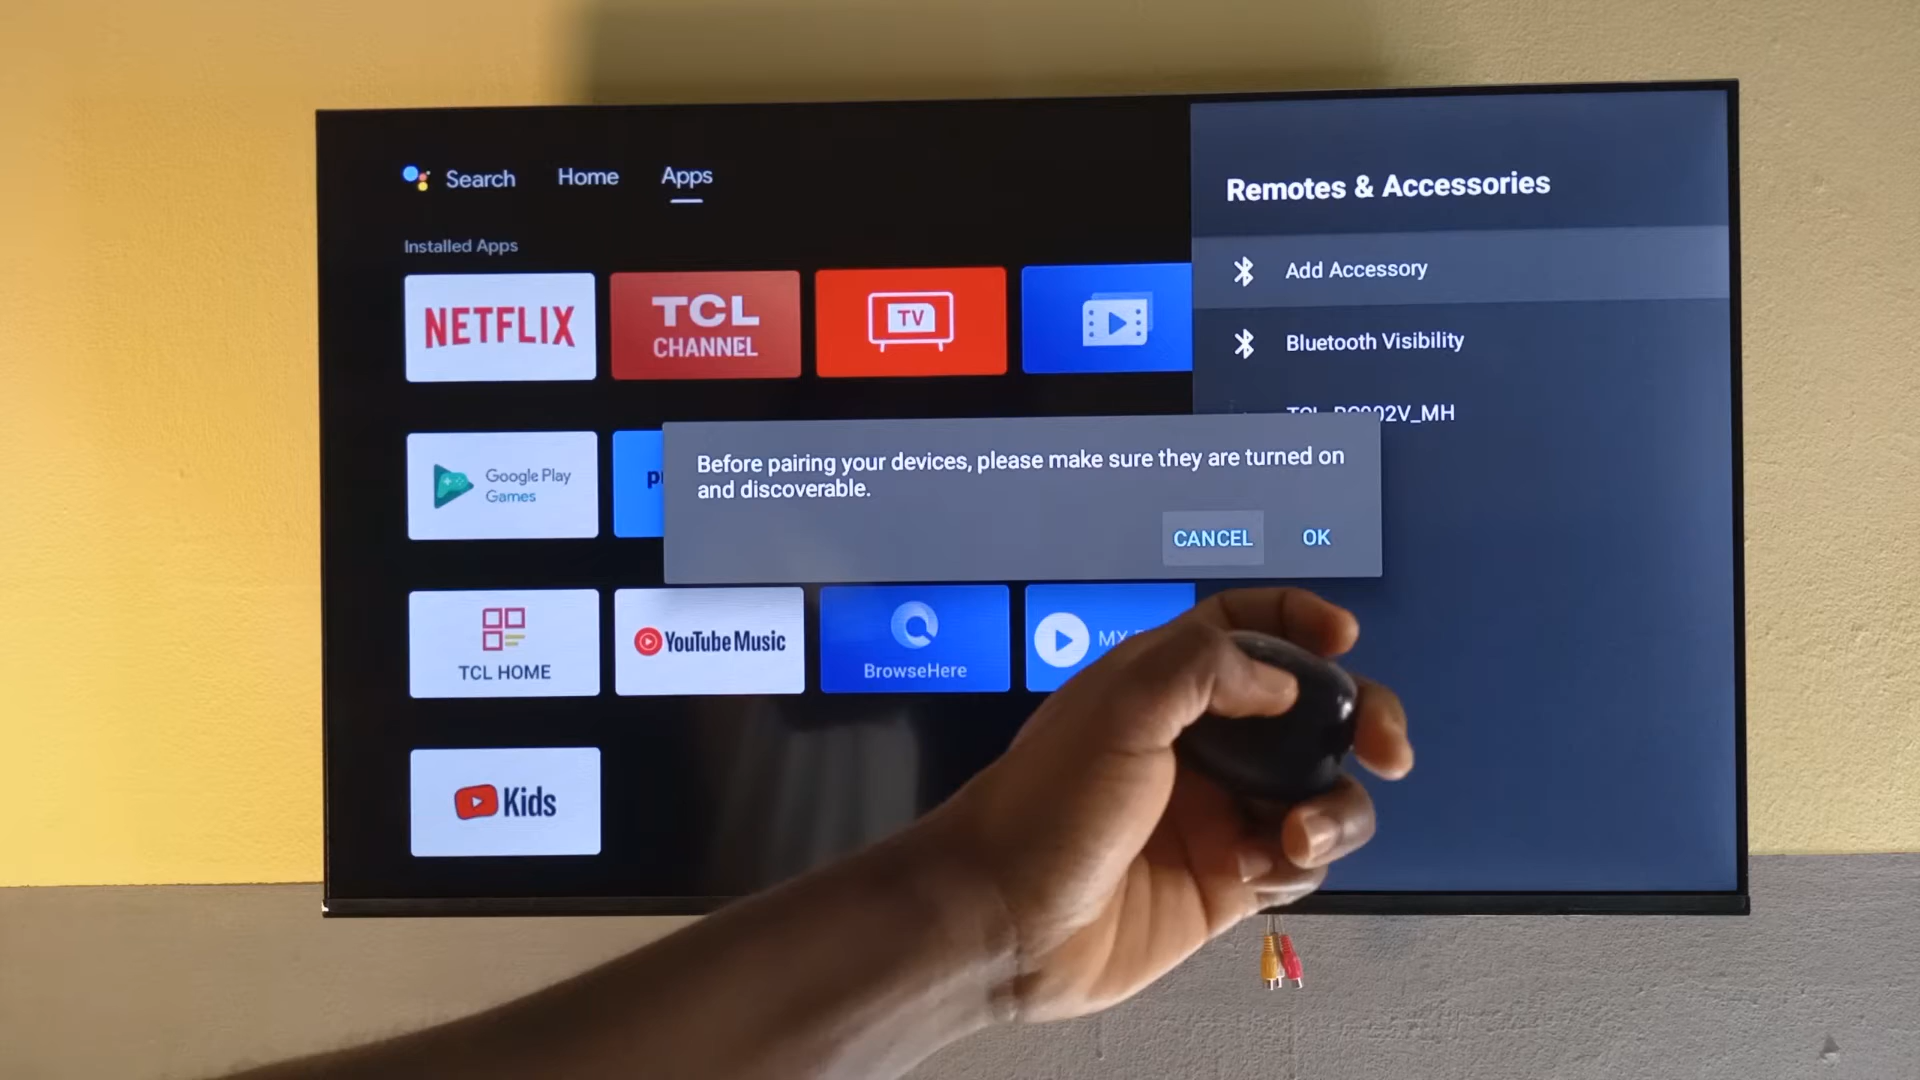 Search Home Apps
Installed Apps
NETFLIX
TCL
CHANNEL
TV
Google Play
Games
TCL HOME
YouTube Music
BrowseHere
MY
Kids
Remotes & Accessories
Add Accessory
Bluetooth Visibility
Before pairing your devices, please make sure they are turned on
and discoverable.
CANCEL OK